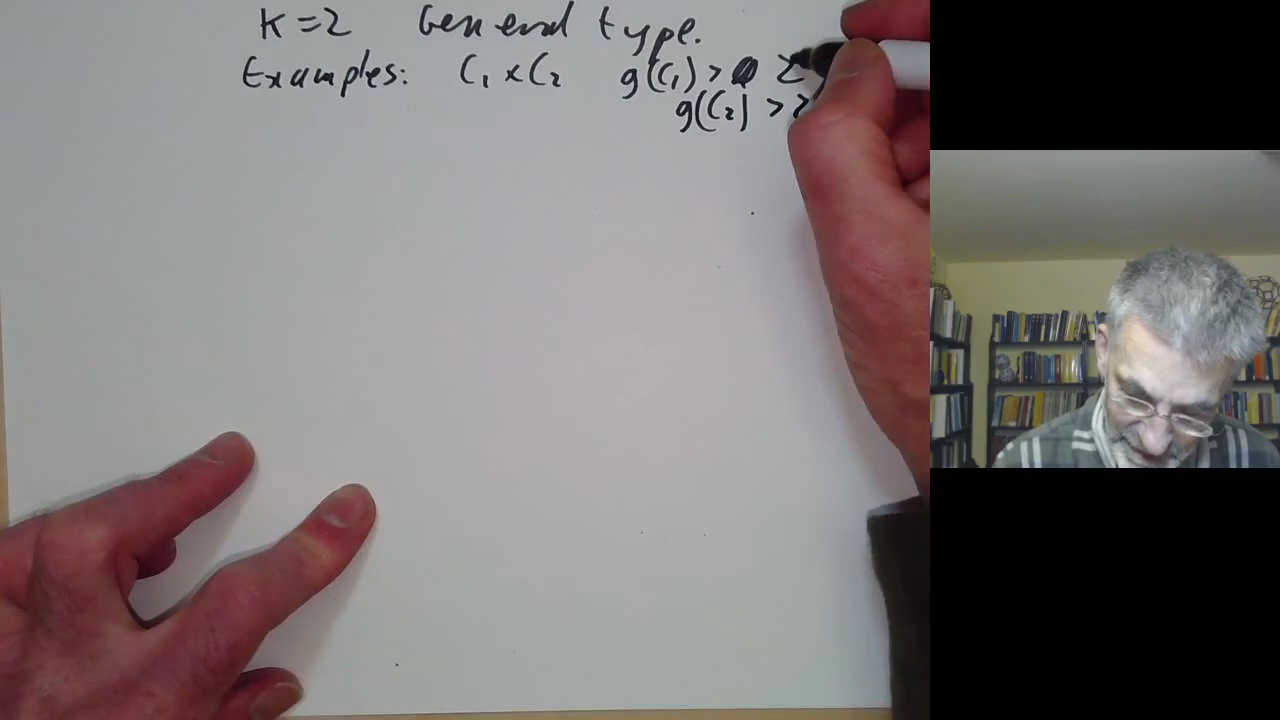 K=2 General type.
Examples: C₁ × C₂ g(C₁) > 2,
g(C₂) > 2